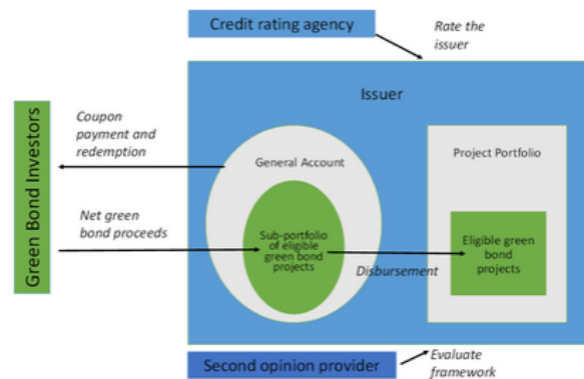 Credit rating agency
Rate the
issuer
Issuer
Green Bond Investors
Coupon
payment and
redemption
General Account
Project Portfolio
Net green
bond proceeds
Sub-portfolio
of eligible
green bond
projects
Disbursement
Eligible green
bond
projects
Second opinion provider
Evaluate
framework